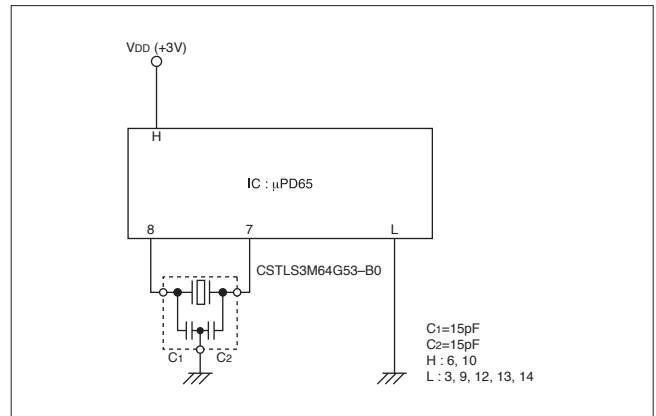 VDD (+3V)
H
IC : μPD65
8 7 L
CSTLS3M64G53–B0
C1 C2
C1=15pF
C2=15pF
H : 6, 10
L : 3, 9, 12, 13, 14